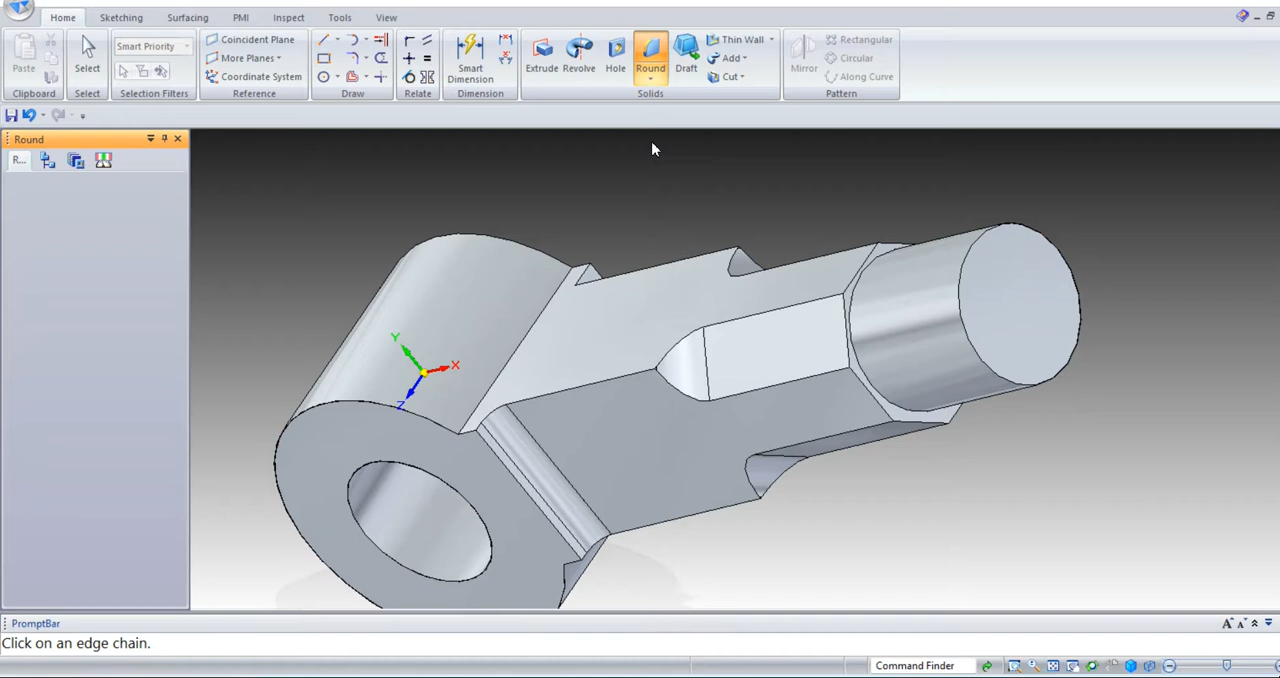 Home Sketching Surfacing PMI Inspect Tools View
Paste
Clipboard
Select
Select
Smart Priority
Selection Filters
Coincident Plane
More Planes
Coordinate System
Reference
Draw
Relate
Smart
Dimension
Dimension
Extrude
Revolve
Hole
Round
Draft
Thin Wall
Add
Cut
Solids
Mirror
Rectangular
Circular
Along Curve
Pattern
Round
R...
Y
X
Z
PromptBar
Click on an edge chain.
Command Finder